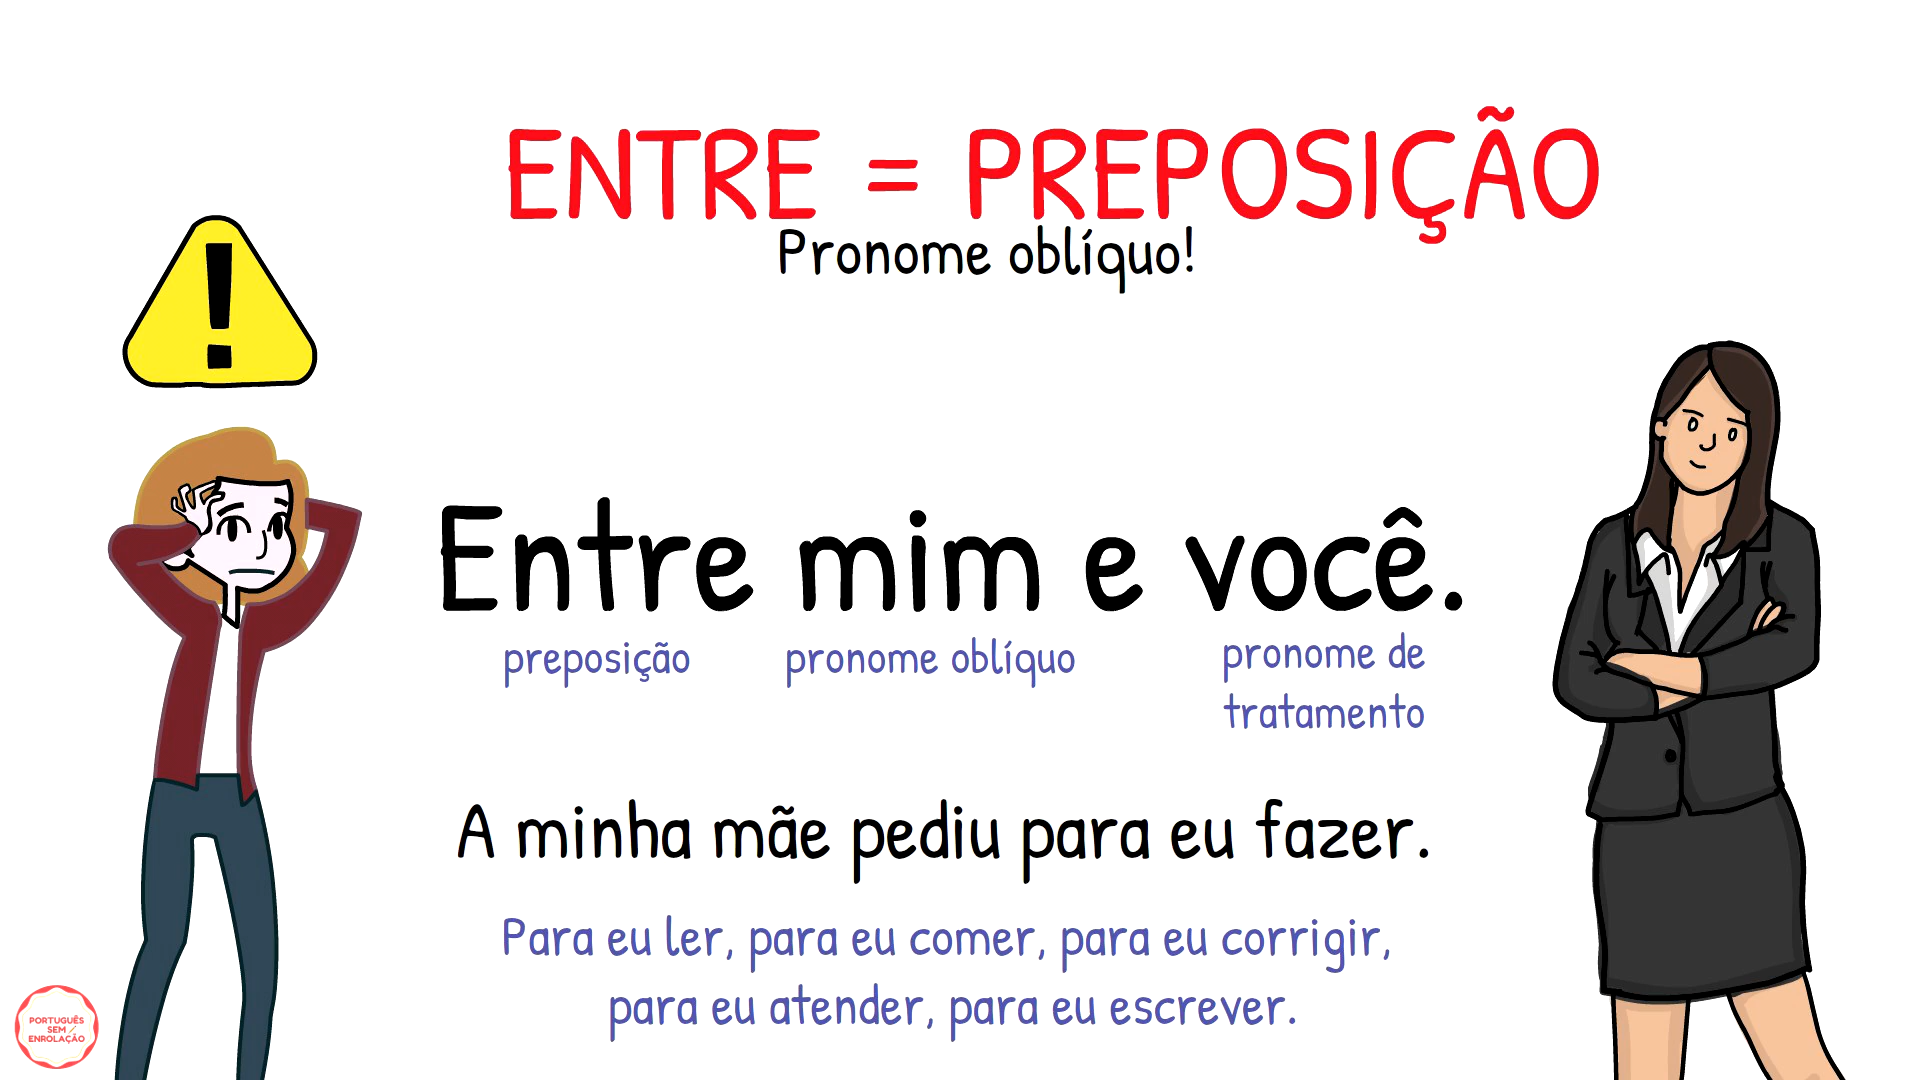 ENTRE = PREPOSIÇÃO
Pronome oblíquo!
Entre mim e você.
preposição
pronome oblíquo
pronome de
tratamento
A minha mãe pediu para eu fazer.
Para eu ler, para eu comer, para eu corrigir,
para eu atender, para eu escrever.
PORTUGUÊS
SEM
ENROLAÇÃO